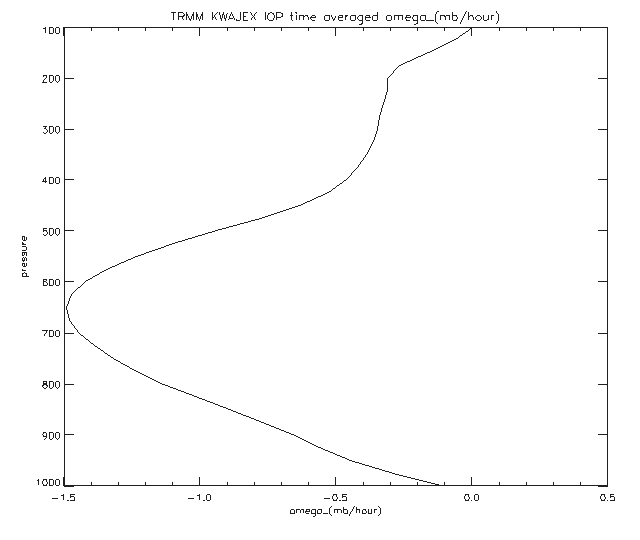 TRMM KWAJEX IOP time averaged omega_(mb/hour)
100
200
300
400
500
600
700
800
900
1000
pressure
-1.5 -1.0 -0.5 0.0 0.5
omega_(mb/hour)